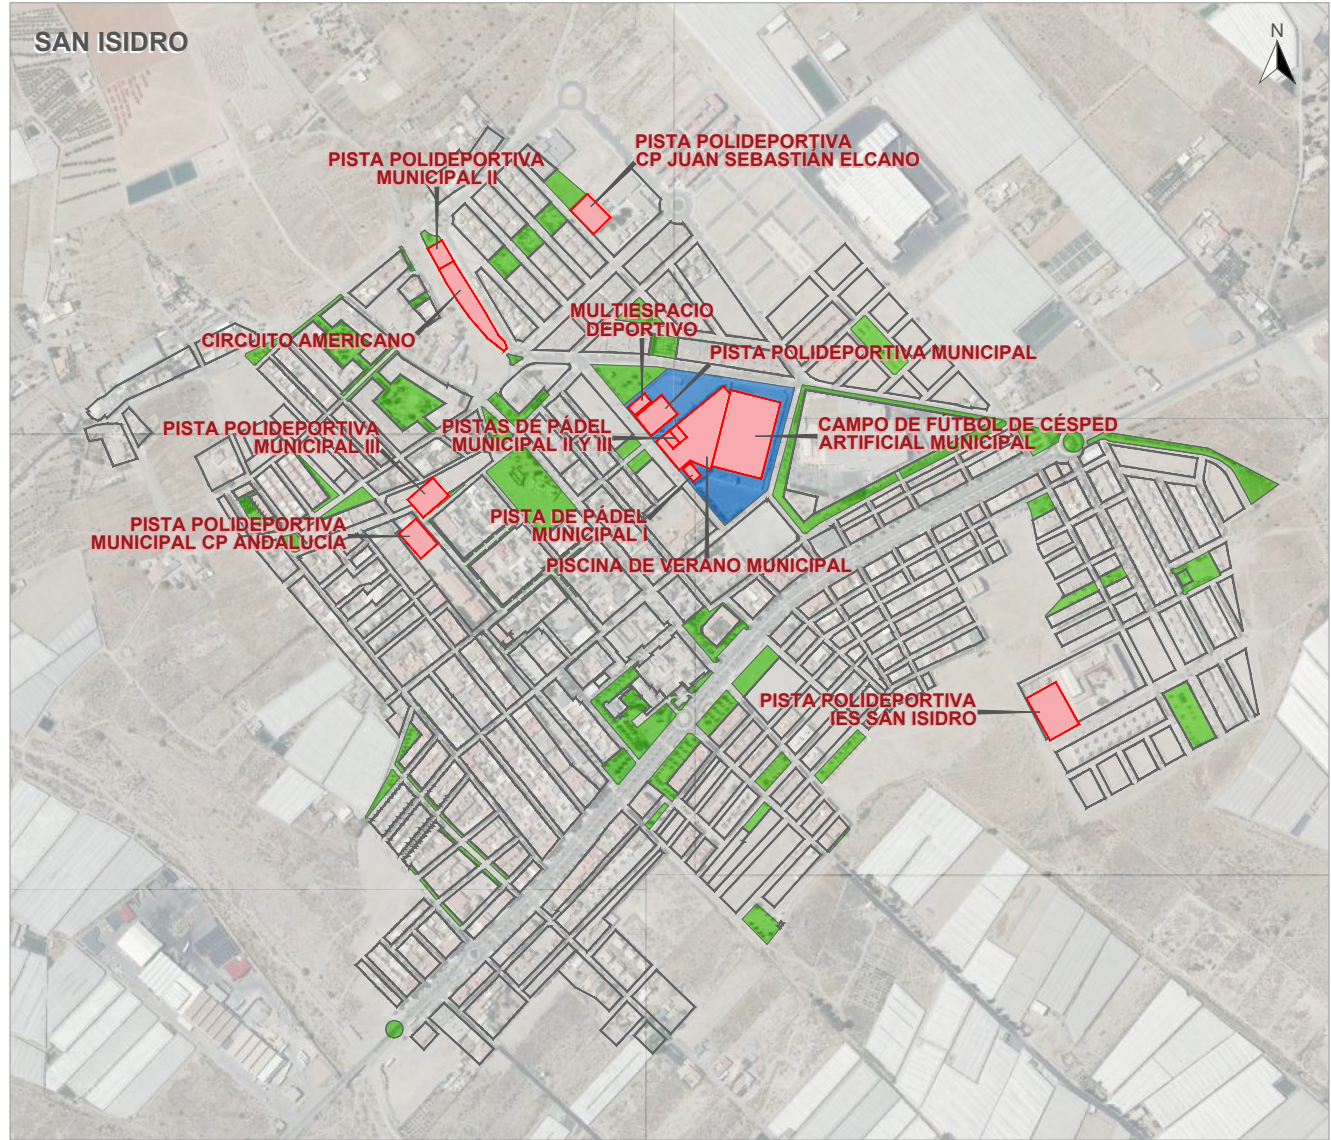 SAN ISIDRO
N
PISTA POLIDEPORTIVA
CP JUAN SEBASTIÁN ELCANO
PISTA POLIDEPORTIVA
MUNICIPAL II
MULTIESPACIO
DEPORTIVO
CIRCUITO AMERICANO
PISTA POLIDEPORTIVA MUNICIPAL
PISTA POLIDEPORTIVA
MUNICIPAL III
PISTAS DE PÁDEL
MUNICIPAL II Y III
CAMPO DE FÚTBOL DE CÉSPED
ARTIFICIAL MUNICIPAL
PISTA POLIDEPORTIVA
MUNICIPAL CP ANDALUCÍA
PISTA DE PÁDEL
MUNICIPAL I
PISCINA DE VERANO MUNICIPAL
PISTA POLIDEPORTIVA
IES SAN ISIDRO